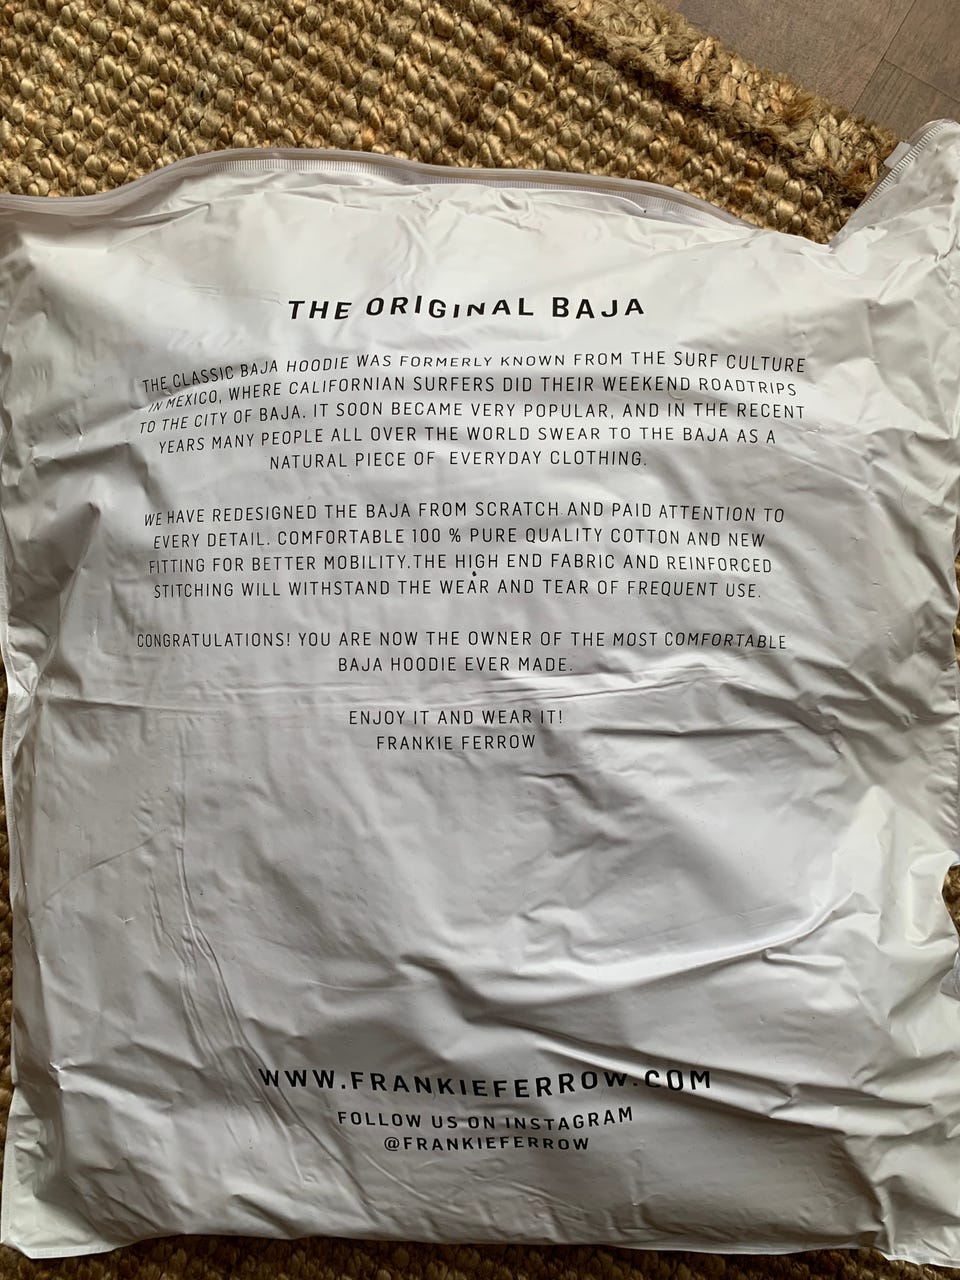 THE ORIGINAL BAJA
THE CLASSIC BAJA HOODIE WAS FORMERLY KNOWN FROM THE SURF CULTURE
IN MEXICO, WHERE CALIFORNIAN SURFERS DID THEIR WEEKEND ROADTRIPS
TO THE CITY OF BAJA. IT SOON BECAME VERY POPULAR, AND IN THE RECENT
YEARS MANY PEOPLE ALL OVER THE WORLD SWEAR TO THE BAJA AS A
NATURAL PIECE OF EVERYDAY CLOTHING.
WE HAVE REDESIGNED THE BAJA FROM SCRATCH AND PAID ATTENTION TO
EVERY DETAIL. COMFORTABLE 100 % PURE QUALITY COTTON AND NEW
FITTING FOR BETTER MOBILITY.THE HIGH END FABRIC AND REINFORCED
STITCHING WILL WITHSTAND THE WEAR AND TEAR OF FREQUENT USE.
CONGRATULATIONS! YOU ARE NOW THE OWNER OF THE MOST COMFORTABLE
BAJA HOODIE EVER MADE.
ENJOY IT AND WEAR IT!
FRANKIE FERROW
WWW.FRANKIEFERROW.COM
FOLLOW US ON INSTAGRAM
@FRANKIEFERROW